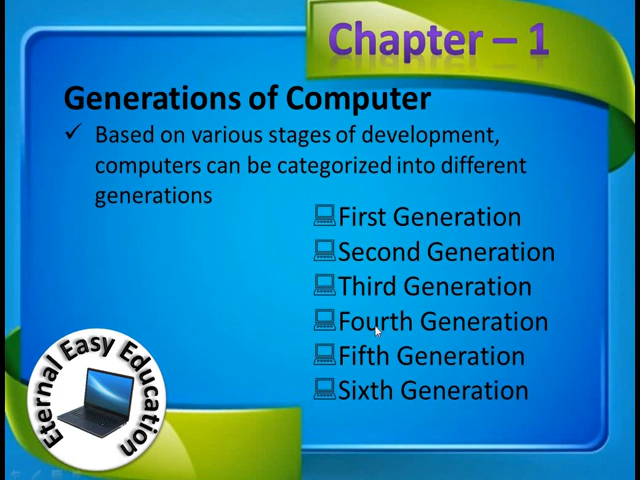 Chapter – 1
Generations of Computer
✓ Based on various stages of development,
computers can be categorized into different
generations
First Generation
Second Generation
Third Generation
Fourth Generation
Fifth Generation
Sixth Generation
Eternal Easy Education